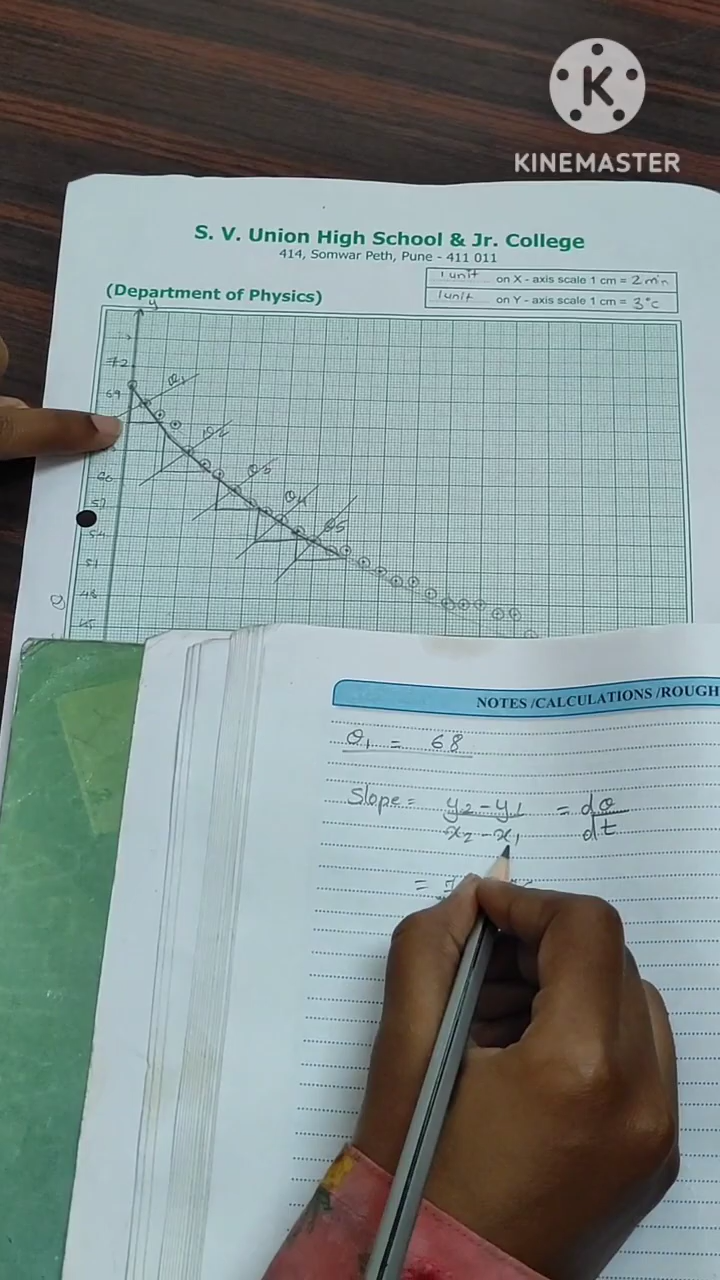 KINEMASTER
S. V. Union High School & Jr. College
414, Somwar Peth, Pune - 411 011
(Department of Physics)
1 unit on X - axis scale 1 cm = 2 min
1 unit on Y - axis scale 1 cm = 3°c
y
72
69
θ1
θ2
θ3
60
57
θ4
θ5
54
51
48
θ
45
NOTES /CALCULATIONS /ROUGH
θ1 = 68
Slope = y2 - y1 / x2 - x1 = dθ / dt
=